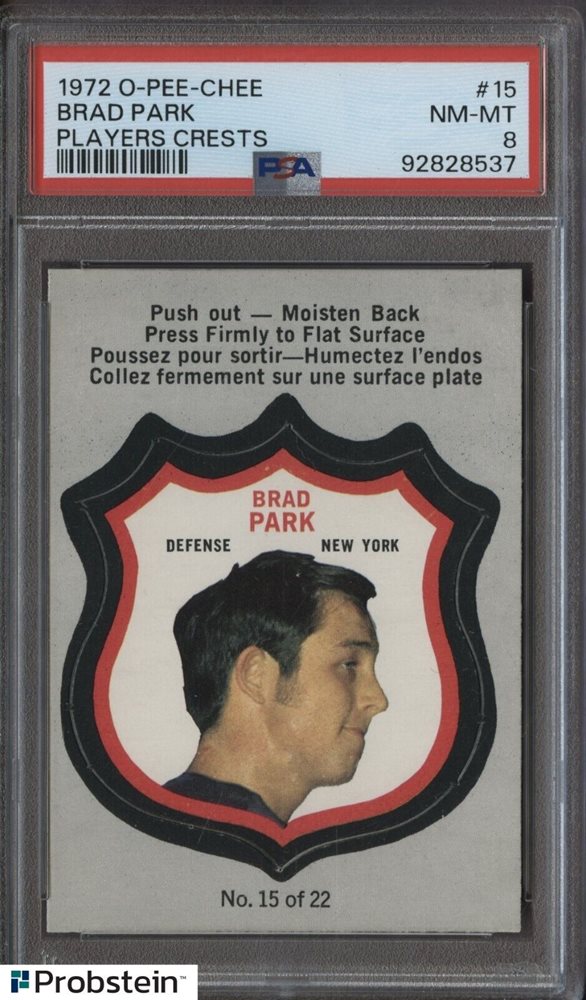 1972 O-PEE-CHEE #15
BRAD PARK NM-MT
PLAYERS CRESTS 8
PSA 92828537
Push out — Moisten Back
Press Firmly to Flat Surface
Poussez pour sortir—Humectez l'endos
Collez fermement sur une surface plate
BRAD
PARK
DEFENSE NEW YORK
No. 15 of 22
Probstein™